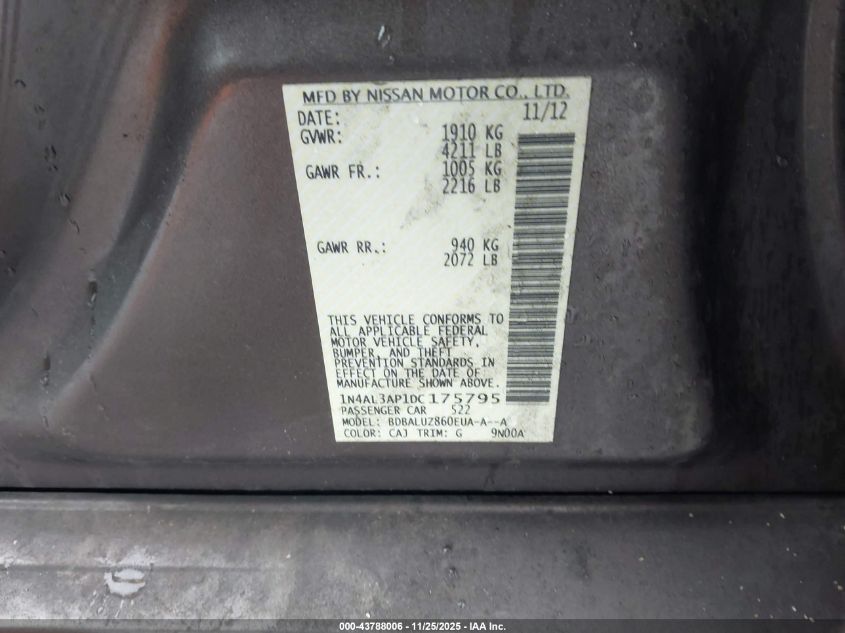 MFD BY NISSAN MOTOR CO., LTD.
DATE: 11/12
GVWR: 1910 KG
4211 LB
GAWR FR.: 1005 KG
2216 LB
GAWR RR.: 940 KG
2072 LB
THIS VEHICLE CONFORMS TO
ALL APPLICABLE FEDERAL
MOTOR VEHICLE SAFETY,
BUMPER, AND THEFT
PREVENTION STANDARDS IN
EFFECT ON THE DATE OF
MANUFACTURE SHOWN ABOVE.
1N4AL3AP1DC175795
PASSENGER CAR 522
MODEL: BDBALUZ860EUA-A--A
COLOR: CAJ TRIM: G 9N00A
000-43788006 - 11/25/2025 - IAA Inc.